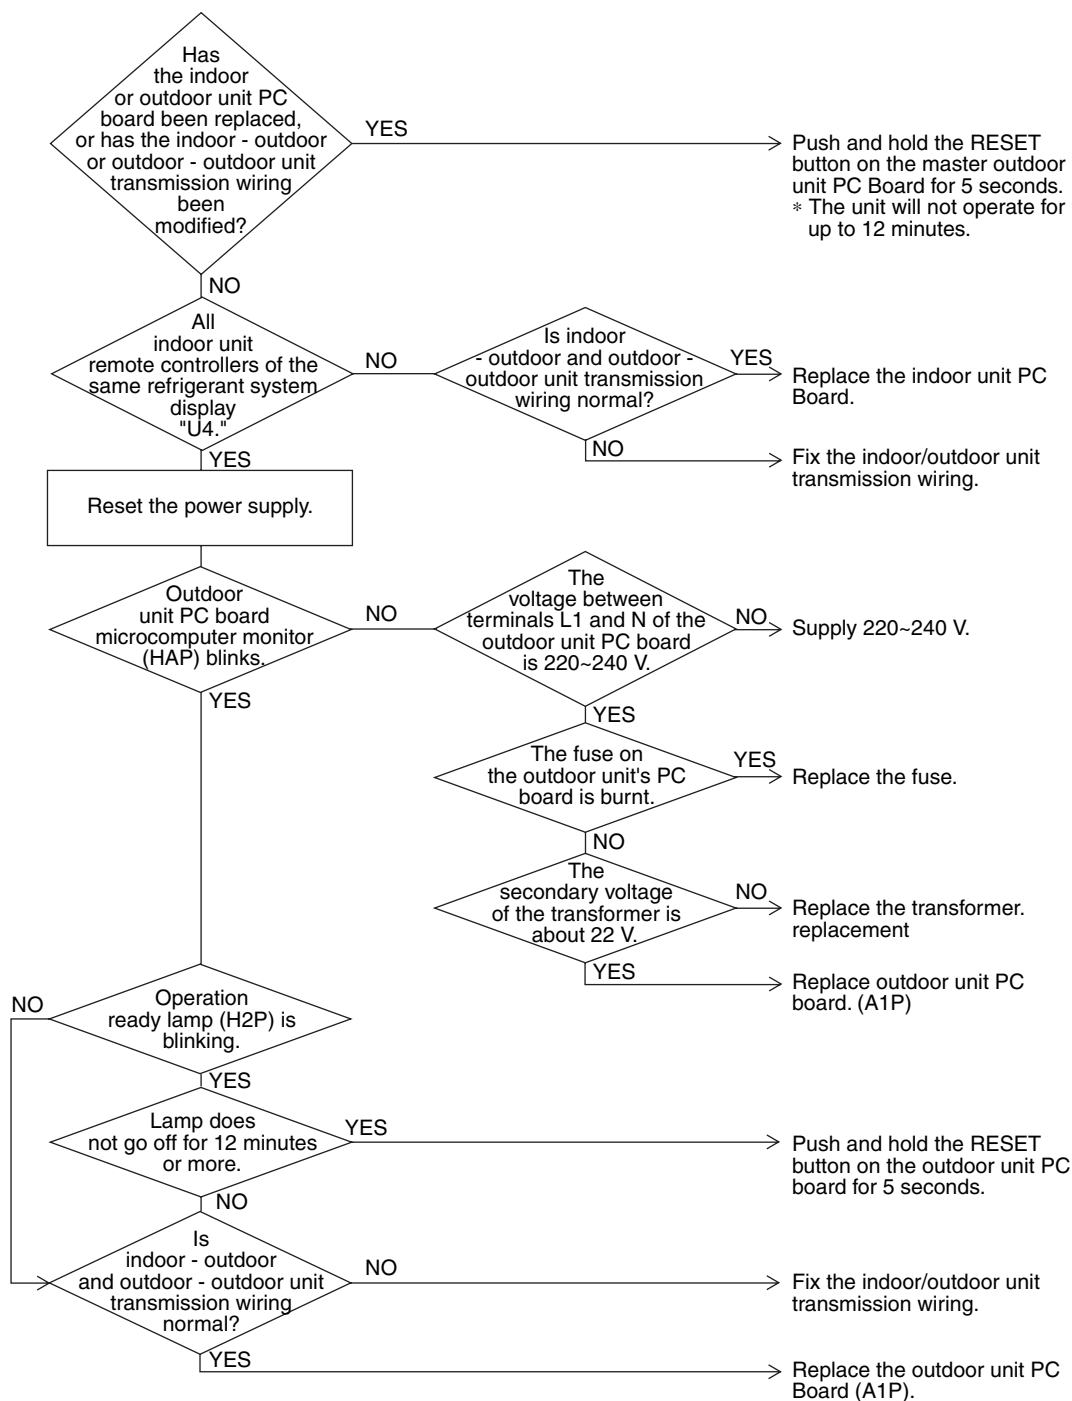 Has
the indoor
or outdoor unit PC
board been replaced,
or has the indoor - outdoor
or outdoor - outdoor unit
transmission wiring
been
modified?
YES
Push and hold the RESET
button on the master outdoor
unit PC Board for 5 seconds.
* The unit will not operate for
up to 12 minutes.
NO
All
indoor unit
remote controllers of the
same refrigerant system
display
"U4."
NO
Is indoor
- outdoor and outdoor -
outdoor unit transmission
wiring normal?
YES
Replace the indoor unit PC
Board.
NO
Fix the indoor/outdoor unit
transmission wiring.
YES
Reset the power supply.
Outdoor
unit PC board
microcomputer monitor
(HAP) blinks.
NO
The
voltage between
terminals L1 and N of the
outdoor unit PC board
is 220~240 V.
NO
Supply 220~240 V.
YES
YES
The fuse on
the outdoor unit's PC
board is burnt.
YES
Replace the fuse.
NO
The
secondary voltage
of the transformer is
about 22 V.
NO
Replace the transformer.
replacement
YES
Replace outdoor unit PC
board. (A1P)
NO
Operation
ready lamp (H2P) is
blinking.
YES
Lamp does
not go off for 12 minutes
or more.
YES
Push and hold the RESET
button on the outdoor unit PC
board for 5 seconds.
NO
Is
indoor - outdoor
and outdoor - outdoor unit
transmission wiring
normal?
NO
Fix the indoor/outdoor unit
transmission wiring.
YES
Replace the outdoor unit PC
Board (A1P).